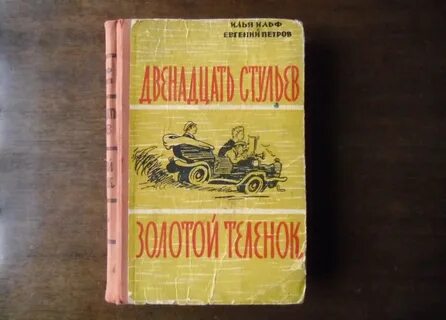 ИЛЬЯ ИЛЬФ
ЕВГЕНИЙ ПЕТРОВ
ДВЕНАДЦАТЬ СТУЛЬЕВ
ЗОЛОТОЙ ТЕЛЕНОК